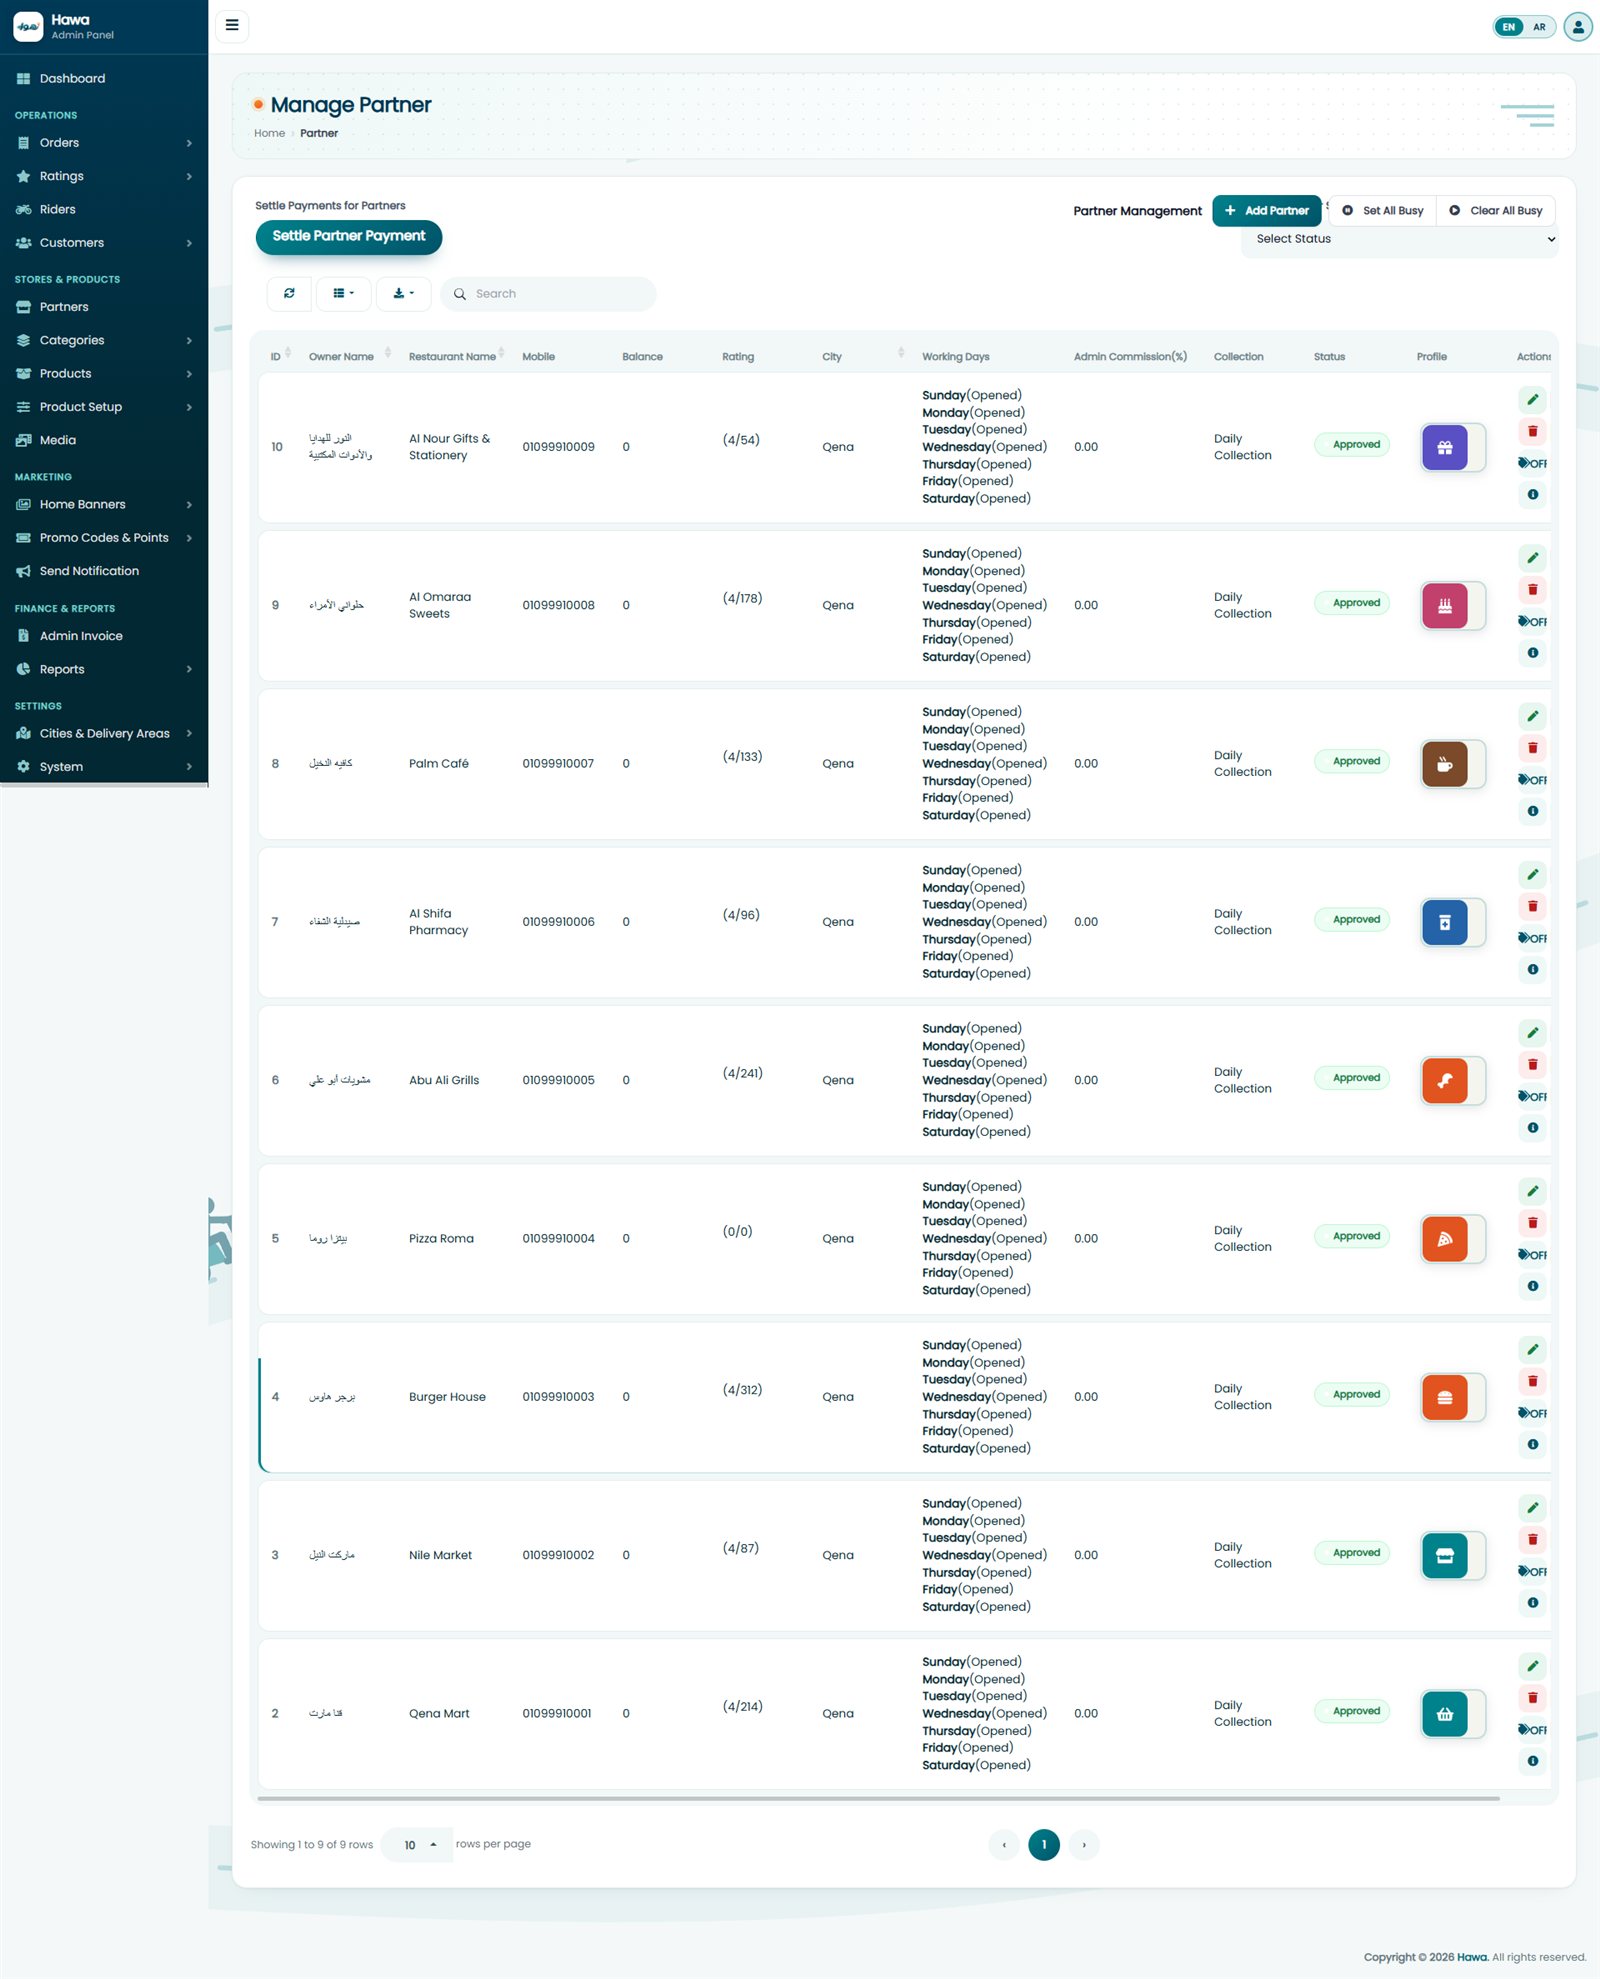 Hawa
Admin Panel
EN AR
Dashboard
OPERATIONS
Orders
Ratings
Riders
Customers
STORES & PRODUCTS
Partners
Categories
Products
Product Setup
Media
MARKETING
Home Banners
Promo Codes & Points
Send Notification
FINANCE & REPORTS
Admin Invoice
Reports
SETTINGS
Cities & Delivery Areas
System
Manage Partner
Home › Partner
Settle Payments for Partners
Settle Partner Payment
Partner Management
+ Add Partner
Set All Busy
Clear All Busy
Select Status
Search
ID Owner Name Restaurant Name Mobile Balance Rating City Working Days Admin Commission(%) Collection Status Profile Actions
10
النور للهدايا
والأدوات المكتبية
Al Nour Gifts &
Stationery
01099910009 0 (4/54) Qena
Sunday(Opened)
Monday(Opened)
Tuesday(Opened)
Wednesday(Opened)
Thursday(Opened)
Friday(Opened)
Saturday(Opened)
0.00
Daily
Collection
Approved
OFF
9
حلواني الأمراء
Al Omaraa
Sweets
01099910008 0 (4/178) Qena
Sunday(Opened)
Monday(Opened)
Tuesday(Opened)
Wednesday(Opened)
Thursday(Opened)
Friday(Opened)
Saturday(Opened)
0.00
Daily
Collection
Approved
OFF
8
كافيه النخيل
Palm Café
01099910007 0 (4/133) Qena
Sunday(Opened)
Monday(Opened)
Tuesday(Opened)
Wednesday(Opened)
Thursday(Opened)
Friday(Opened)
Saturday(Opened)
0.00
Daily
Collection
Approved
OFF
7
صيدلية الشفاء
Al Shifa
Pharmacy
01099910006 0 (4/96) Qena
Sunday(Opened)
Monday(Opened)
Tuesday(Opened)
Wednesday(Opened)
Thursday(Opened)
Friday(Opened)
Saturday(Opened)
0.00
Daily
Collection
Approved
OFF
6
مشويات أبو علي
Abu Ali Grills
01099910005 0 (4/241) Qena
Sunday(Opened)
Monday(Opened)
Tuesday(Opened)
Wednesday(Opened)
Thursday(Opened)
Friday(Opened)
Saturday(Opened)
0.00
Daily
Collection
Approved
OFF
5
بيتزا روما
Pizza Roma
01099910004 0 (0/0) Qena
Sunday(Opened)
Monday(Opened)
Tuesday(Opened)
Wednesday(Opened)
Thursday(Opened)
Friday(Opened)
Saturday(Opened)
0.00
Daily
Collection
Approved
OFF
4
برجر هاوس
Burger House
01099910003 0 (4/312) Qena
Sunday(Opened)
Monday(Opened)
Tuesday(Opened)
Wednesday(Opened)
Thursday(Opened)
Friday(Opened)
Saturday(Opened)
0.00
Daily
Collection
Approved
OFF
3
ماركت النيل
Nile Market
01099910002 0 (4/87) Qena
Sunday(Opened)
Monday(Opened)
Tuesday(Opened)
Wednesday(Opened)
Thursday(Opened)
Friday(Opened)
Saturday(Opened)
0.00
Daily
Collection
Approved
OFF
2
قنا مارت
Qena Mart
01099910001 0 (4/214) Qena
Sunday(Opened)
Monday(Opened)
Tuesday(Opened)
Wednesday(Opened)
Thursday(Opened)
Friday(Opened)
Saturday(Opened)
0.00
Daily
Collection
Approved
OFF
Showing 1 to 9 of 9 rows 10 rows per page
‹ 1 ›
Copyright © 2026 Hawa. All rights reserved.